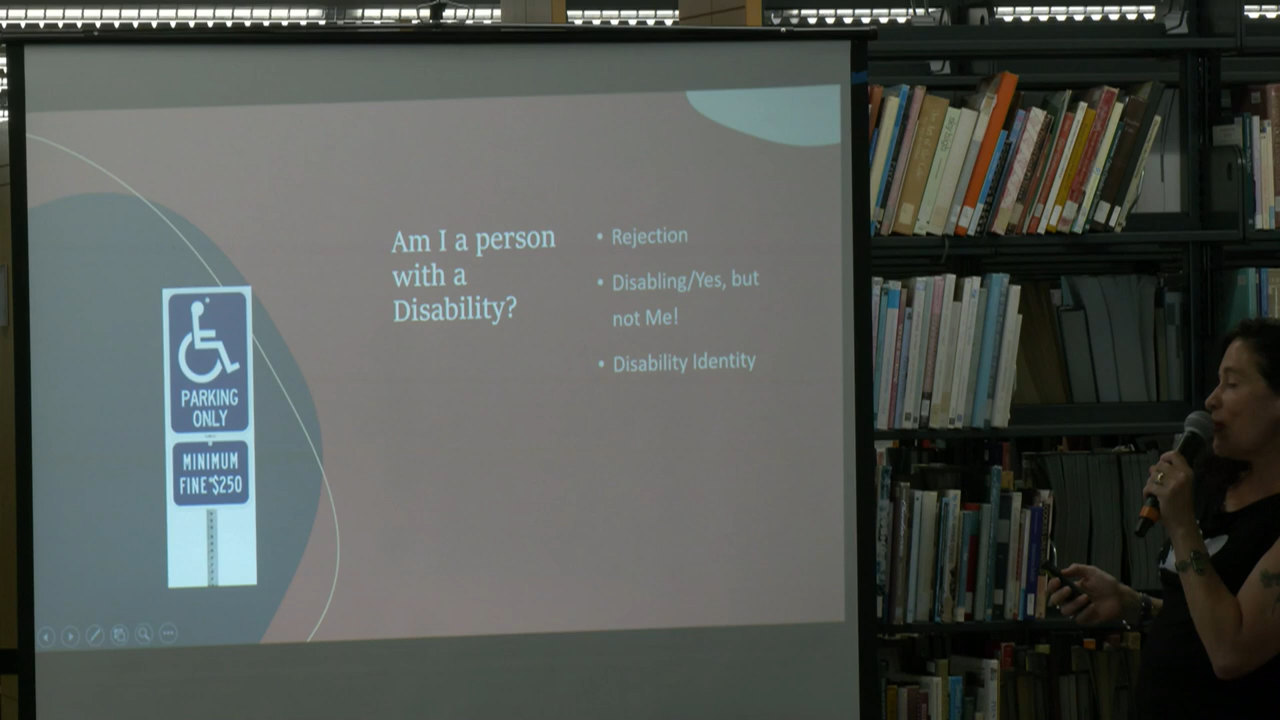 Am I a person
with a
Disability?
• Rejection
• Disabling/Yes, but
not Me!
• Disability Identity
PARKING
ONLY
MINIMUM
FINE $250